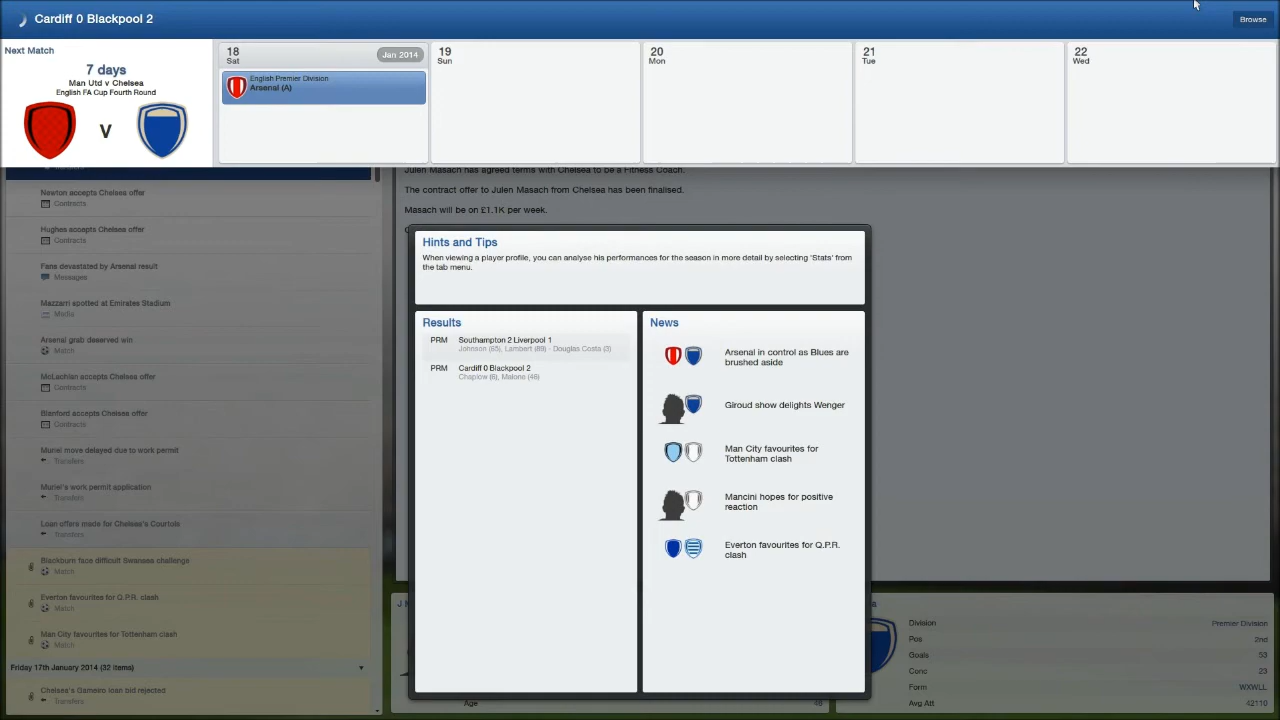 Cardiff 0 Blackpool 2
Browse
Next Match
7 days
Man Utd v Chelsea
English FA Cup Fourth Round
V
18
Sat
Jan 2014
English Premier Division
Arsenal (A)
19
Sun
20
Mon
21
Tue
22
Wed
Transfers
Newton accepts Chelsea offer
Contracts
Hughes accepts Chelsea offer
Contracts
Fans devastated by Arsenal result
Messages
Mazzarri spotted at Emirates Stadium
Media
Arsenal grab deserved win
Match
McLachlan accepts Chelsea offer
Contracts
Blanford accepts Chelsea offer
Contracts
Muriel move delayed due to work permit
Transfers
Muriel's work permit application
Transfers
Loan offers made for Chelsea's Courtois
Transfers
Blackburn face difficult Swansea challenge
Match
Everton favourites for Q.P.R. clash
Match
Man City favourites for Tottenham clash
Match
Friday 17th January 2014 (32 items)
Chelsea's Gameiro loan bid rejected
Transfers
Julen Masach has agreed terms with Chelsea to be a Fitness Coach.
The contract offer to Julen Masach from Chelsea has been finalised.
Masach will be on £1.1K per week.
Hints and Tips
When viewing a player profile, you can analyse his performances for the season in more detail by selecting 'Stats' from
the tab menu.
Results
PRM Southampton 2 Liverpool 1
Johnson (65), Lambert (89) - Douglas Costa (3)
PRM Cardiff 0 Blackpool 2
Chaplow (6), Malone (46)
News
Arsenal in control as Blues are
brushed aside
Giroud show delights Wenger
Man City favourites for
Tottenham clash
Mancini hopes for positive
reaction
Everton favourites for Q.P.R.
clash
Age 48
Division Premier Division
Pos 2nd
Goals 53
Conc 23
Form WXWLL
Avg Att 42110